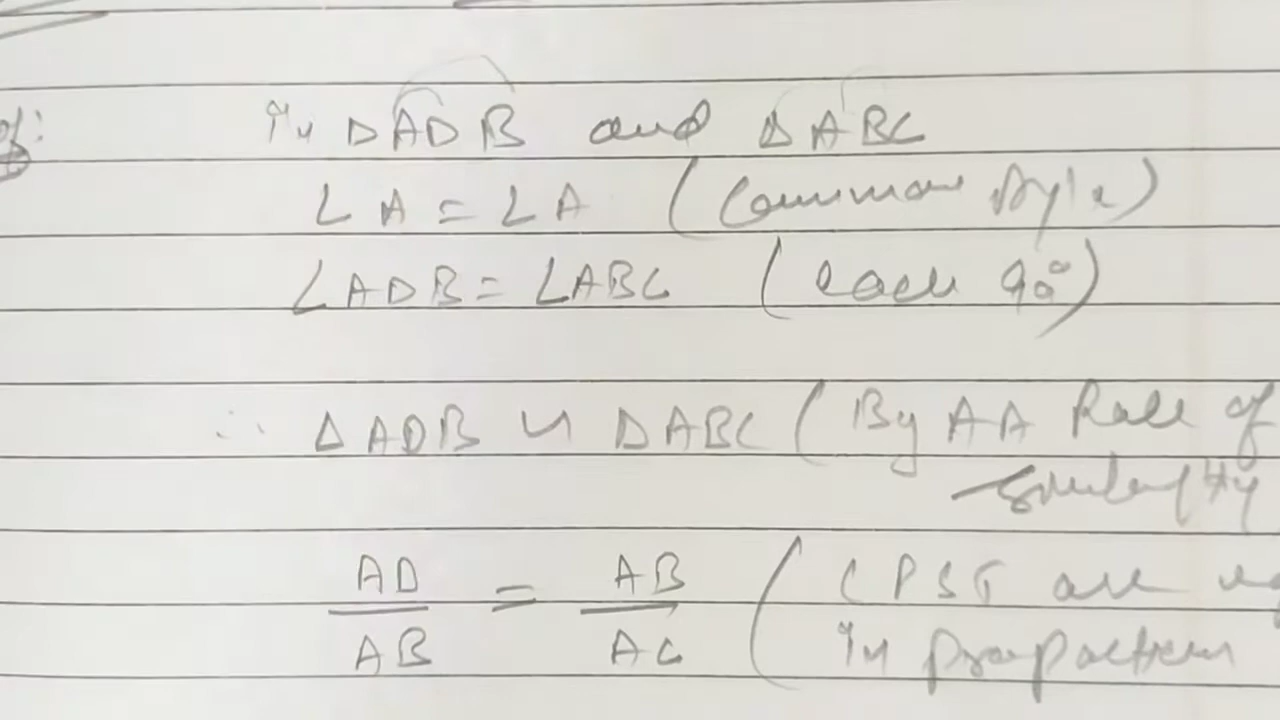 In ΔADB and ΔABC
∠A = ∠A (Common Angle)
∠ADB = ∠ABC (each 90°)
∴ ΔADB ~ ΔABC (By AA Rule of
similarity
AD/AB = AB/AC (CPST are
in proportion